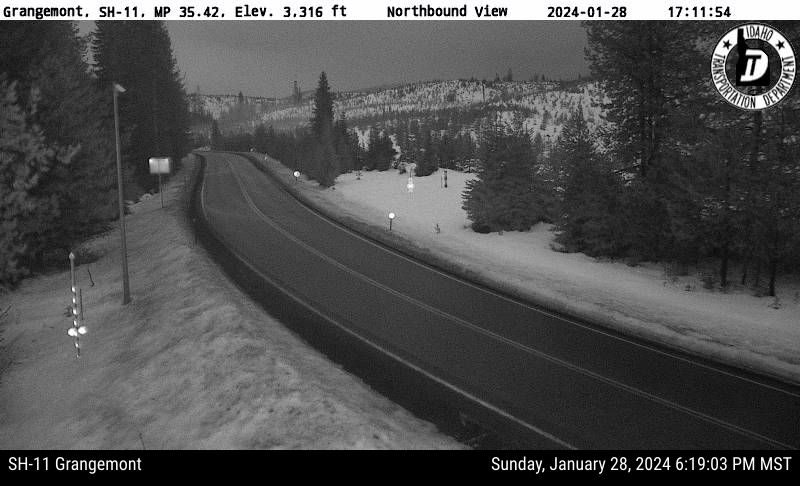 Grangemont, SH-11, MP 35.42, Elev. 3,316 ft Northbound View 2024-01-28 17:11:54
IDAHO
TRANSPORTATION DEPARTMENT
SH-11 Grangemont Sunday, January 28, 2024 6:19:03 PM MST